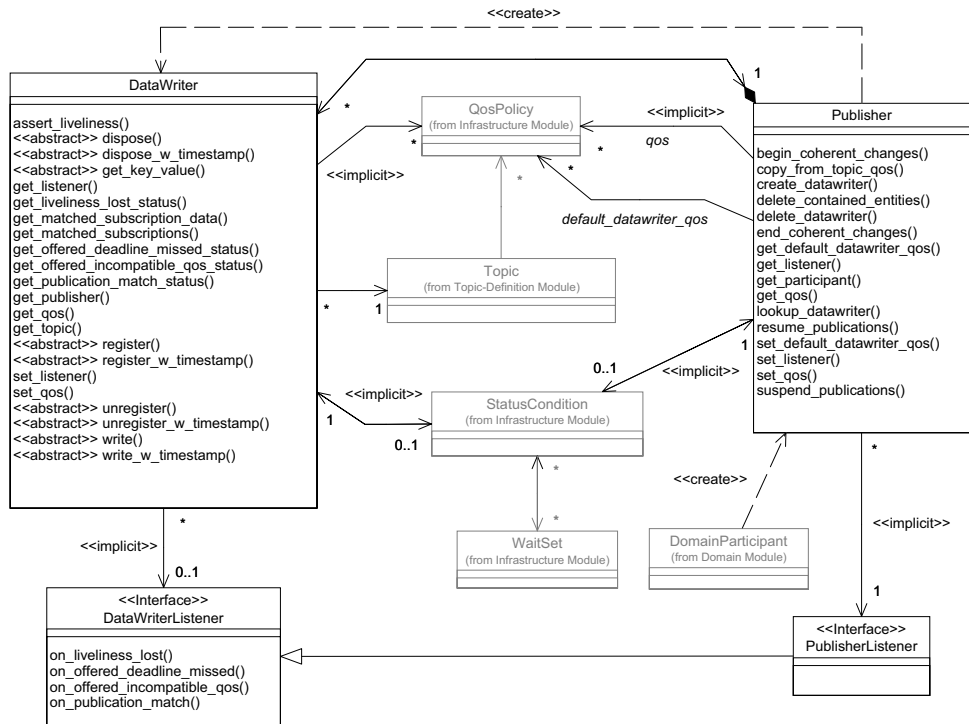 <<create>>
DataWriter
assert_liveliness()
<<abstract>> dispose()
<<abstract>> dispose_w_timestamp()
<<abstract>> get_key_value()
get_listener()
get_liveliness_lost_status()
get_matched_subscription_data()
get_matched_subscriptions()
get_offered_deadline_missed_status()
get_offered_incompatible_qos_status()
get_publication_match_status()
get_publisher()
get_qos()
get_topic()
<<abstract>> register()
<<abstract>> register_w_timestamp()
set_listener()
set_qos()
<<abstract>> unregister()
<<abstract>> unregister_w_timestamp()
<<abstract>> write()
<<abstract>> write_w_timestamp()
*
1
QosPolicy
(from Infrastructure Module)
*
*
*
*
<<implicit>>
<<implicit>>
qos
default_datawriter_qos
Publisher
begin_coherent_changes()
copy_from_topic_qos()
create_datawriter()
delete_contained_entities()
delete_datawriter()
end_coherent_changes()
get_default_datawriter_qos()
get_listener()
get_participant()
get_qos()
lookup_datawriter()
resume_publications()
set_default_datawriter_qos()
set_listener()
set_qos()
suspend_publications()
Topic
(from Topic-Definition Module)
*
1
1
0..1
<<implicit>>
<<implicit>>
1
0..1
StatusCondition
(from Infrastructure Module)
*
*
WaitSet
(from Infrastructure Module)
<<create>>
DomainParticipant
(from Domain Module)
*
<<implicit>>
0..1
*
<<implicit>>
1
<<Interface>>
DataWriterListener
on_liveliness_lost()
on_offered_deadline_missed()
on_offered_incompatible_qos()
on_publication_match()
<<Interface>>
PublisherListener